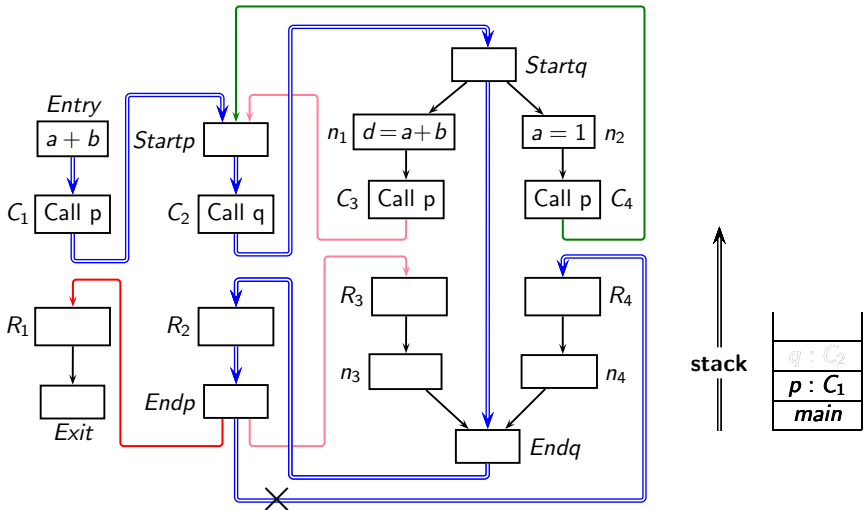 Startq
Entry
a + b
Startp
n1
d = a + b
a = 1
n2
C1
Call p
C2
Call q
C3
Call p
Call p
C4
R1
R2
R3
R4
q : C2
stack
n3
n4
p : C1
Endp
main
Exit
Endq